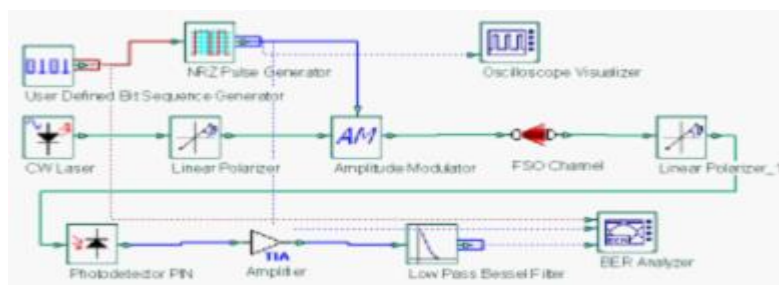 0101
NRZ Pulse Generator
Oscilloscope Visualizer
User Defined Bit Sequence Generator
AM
CW Laser
Linear Polarizer
Amplitude Modulator
FSO Channel
Linear Polarizer_1
TIA
Photodetector PIN
Amplifier
Low Pass Bessel Filter
BER Analyzer